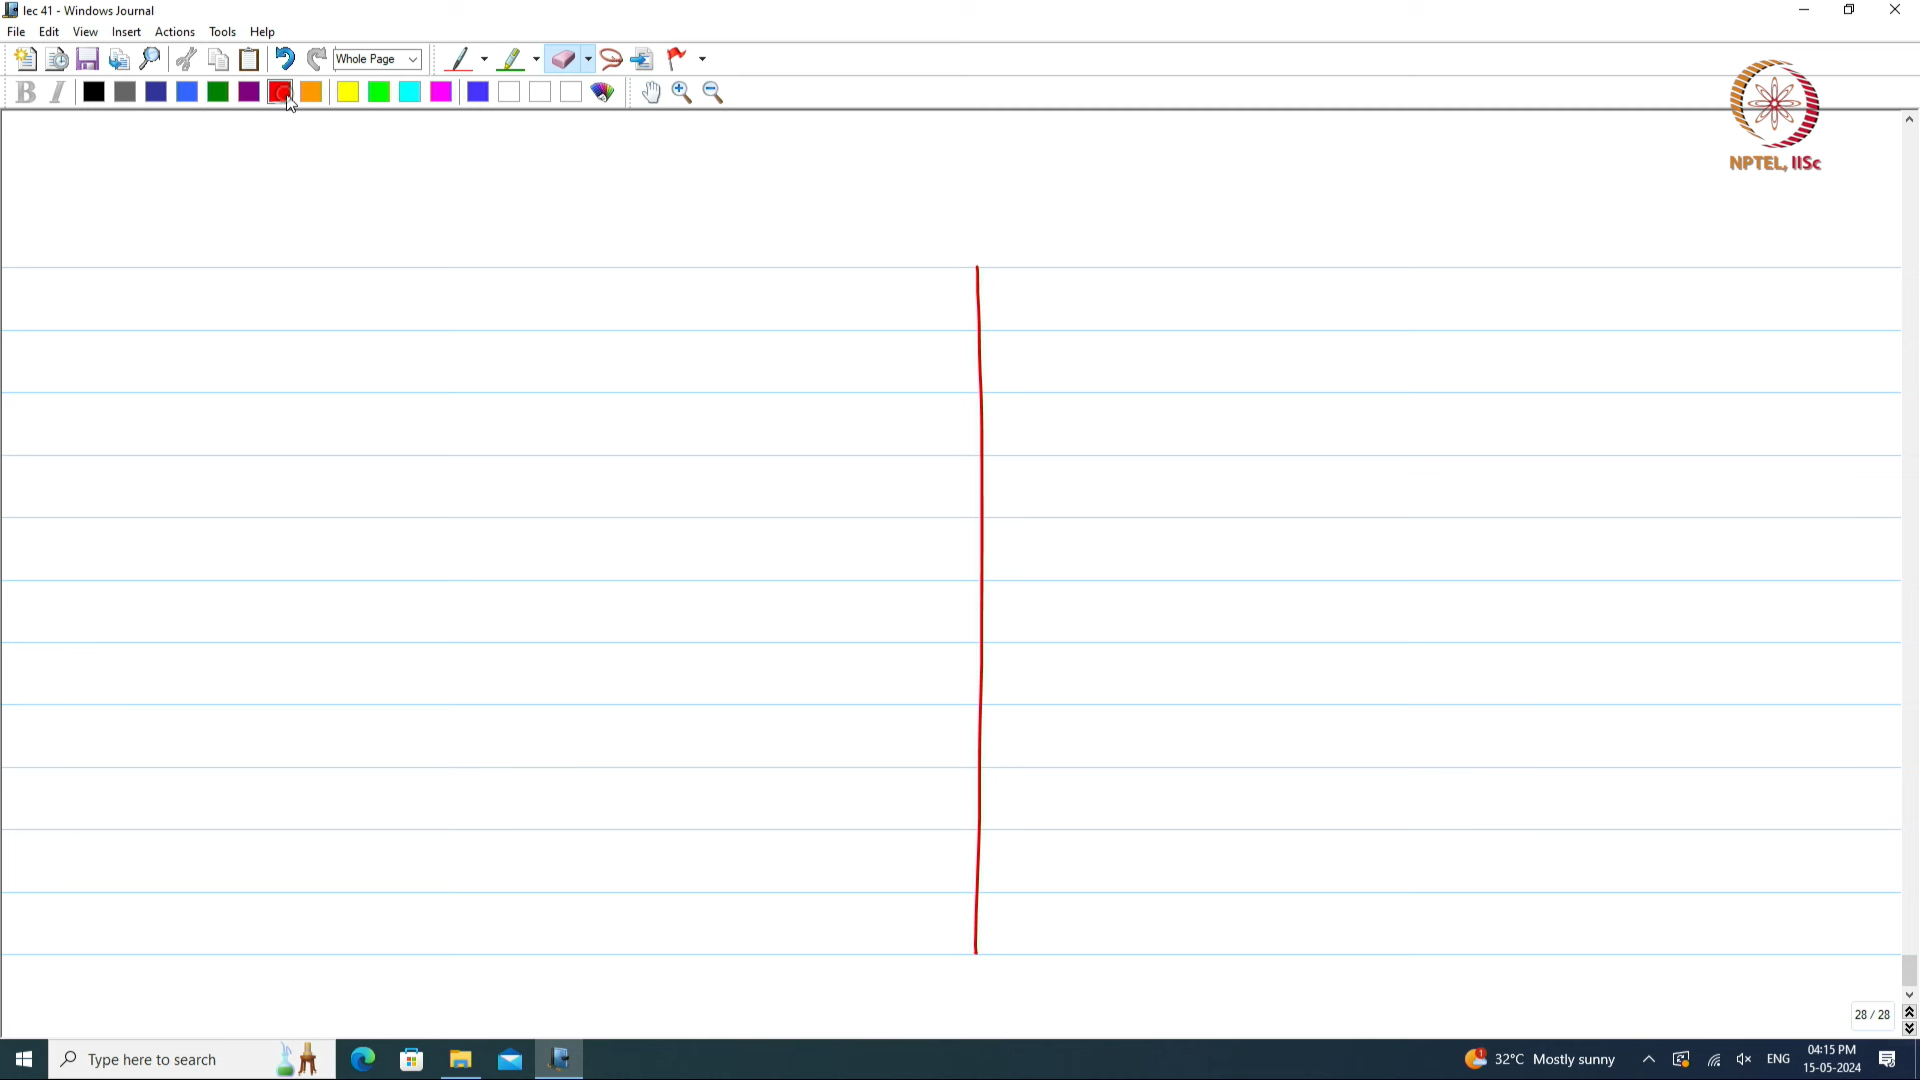 lec 41 - Windows Journal
File Edit View Insert Actions Tools Help
Whole Page
B I
NPTEL, IISc
28 / 28
Type here to search
1
32°C Mostly sunny
ENG
04:15 PM
15-05-2024